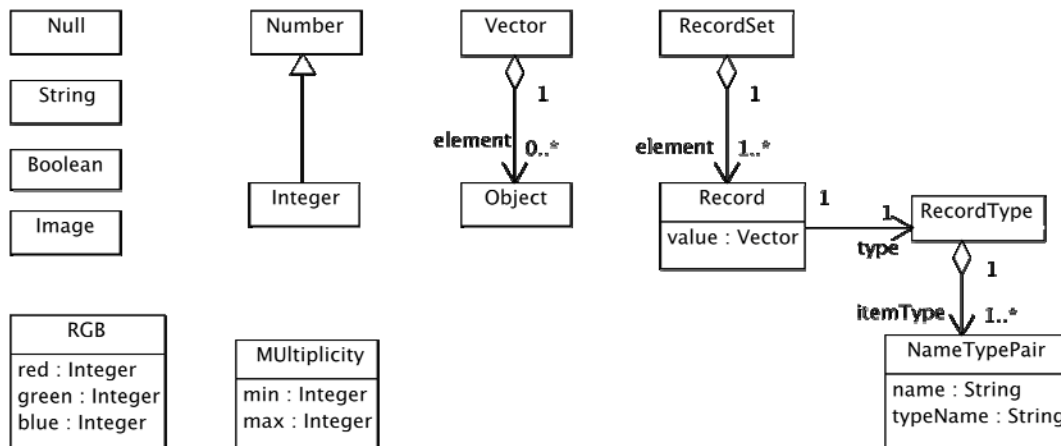 Null
Number
Vector
RecordSet
String
1
1
element
0..*
element
1..*
Boolean
Integer
Object
Record
1
1
RecordType
Image
value : Vector
type
1
itemType
1..*
RGB
red : Integer
green : Integer
blue : Integer
MUltiplicity
min : Integer
max : Integer
NameTypePair
name : String
typeName : String